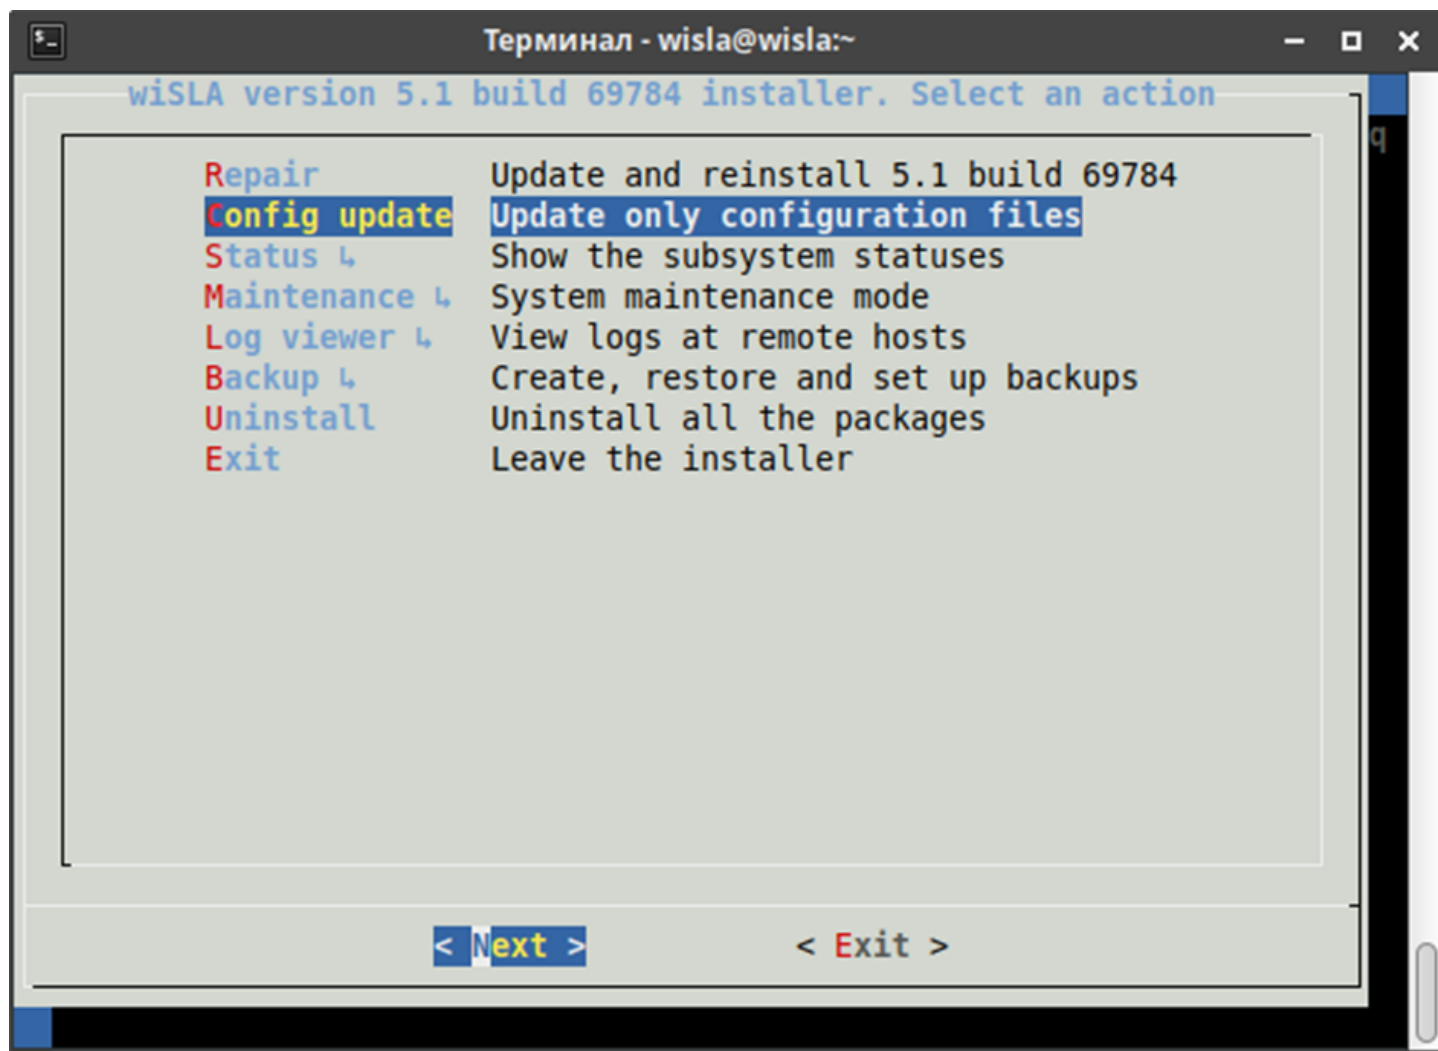 Терминал - wisla@wisla:~
wiSLA version 5.1 build 69784 installer. Select an action
q
Repair Update and reinstall 5.1 build 69784
Config update Update only configuration files
Status ↳ Show the subsystem statuses
Maintenance ↳ System maintenance mode
Log viewer ↳ View logs at remote hosts
Backup ↳ Create, restore and set up backups
Uninstall Uninstall all the packages
Exit Leave the installer
< Next > < Exit >